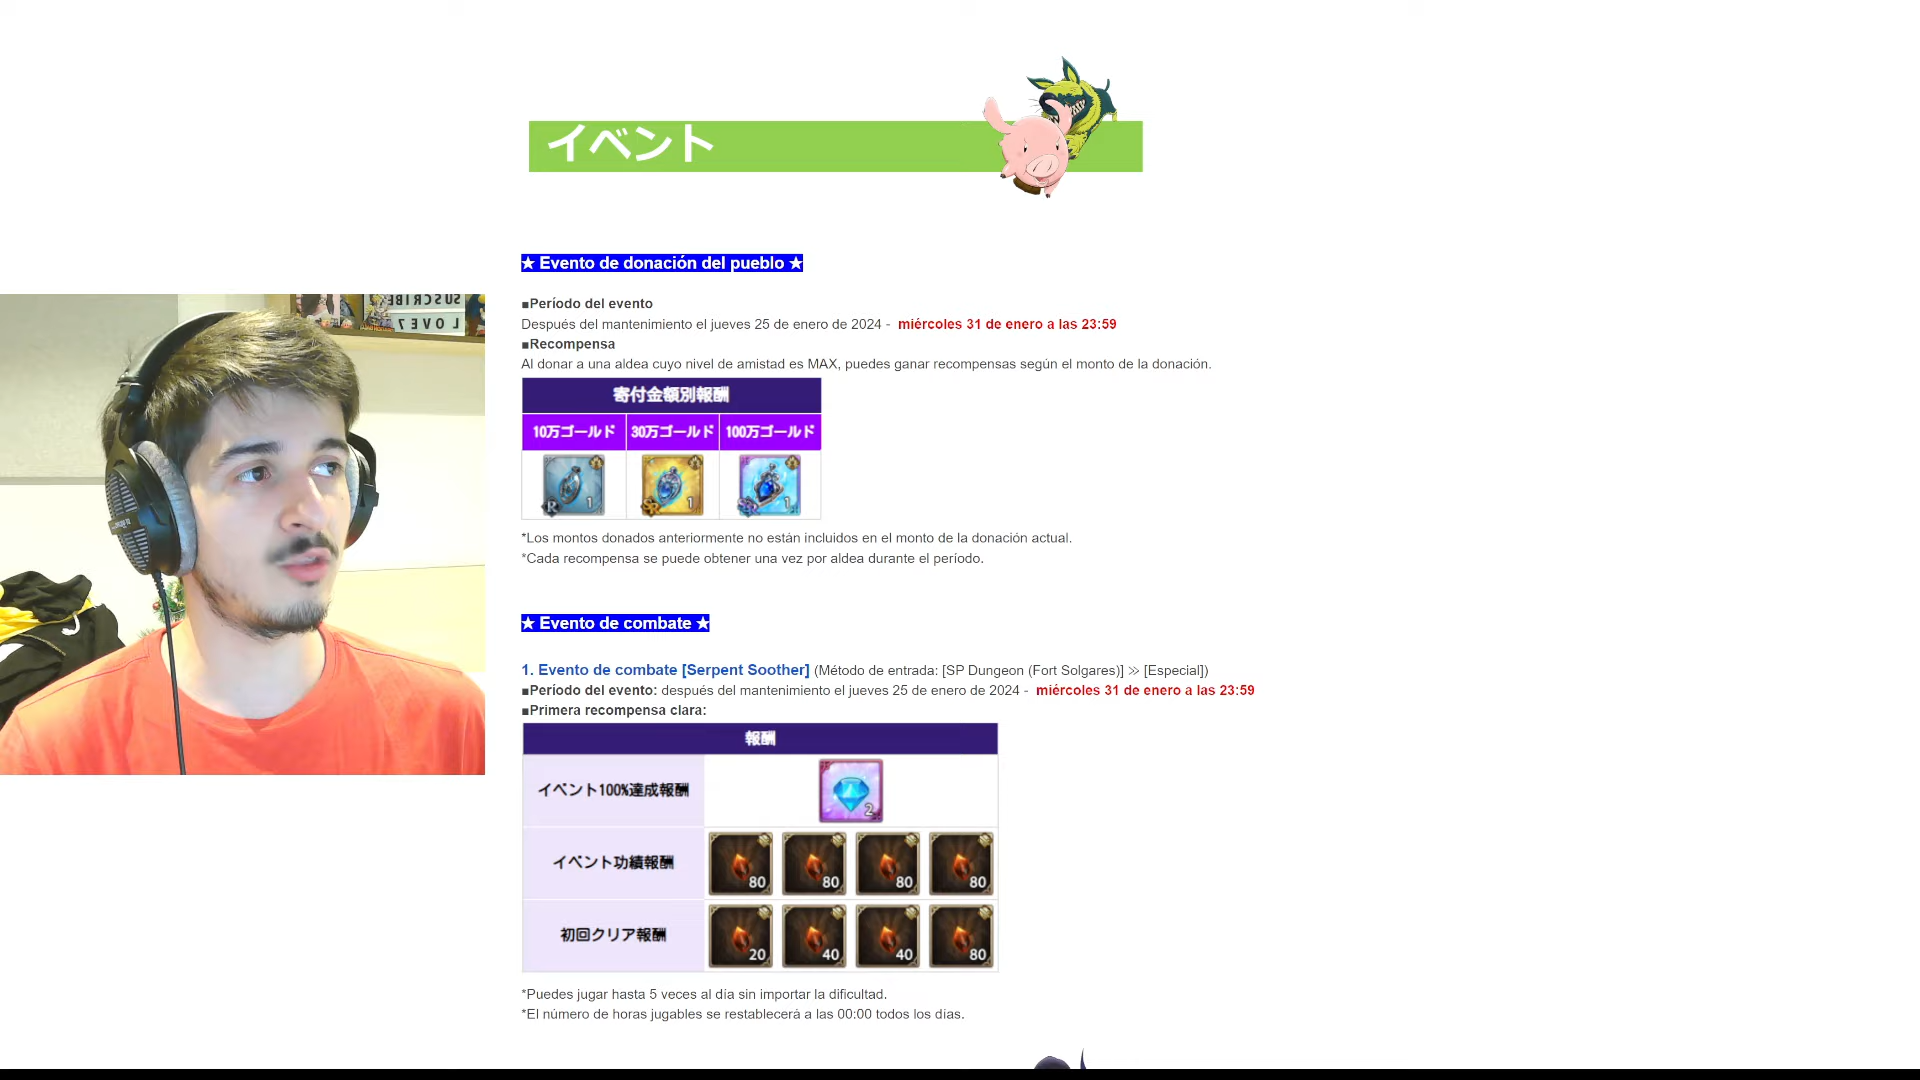 イベント
★ Evento de donación del pueblo ★
■Período del evento
Después del mantenimiento el jueves 25 de enero de 2024 - miércoles 31 de enero a las 23:59
■Recompensa
Al donar a una aldea cuyo nivel de amistad es MAX, puedes ganar recompensas según el monto de la donación.
寄付金額別報酬
10万ゴールド 30万ゴールド 100万ゴールド
R 1 SR 1 1
*Los montos donados anteriormente no están incluidos en el monto de la donación actual.
*Cada recompensa se puede obtener una vez por aldea durante el período.
SUSCRIBE
LOVE 7
★ Evento de combate ★
1. Evento de combate [Serpent Soother] (Método de entrada: [SP Dungeon (Fort Solgares)] ≫ [Especial])
■Período del evento: después del mantenimiento el jueves 25 de enero de 2024 - miércoles 31 de enero a las 23:59
■Primera recompensa clara:
報酬
イベント100%達成報酬 2
イベント功績報酬 80 80 80 80
初回クリア報酬 20 40 40 80
*Puedes jugar hasta 5 veces al día sin importar la dificultad.
*El número de horas jugables se restablecerá a las 00:00 todos los días.